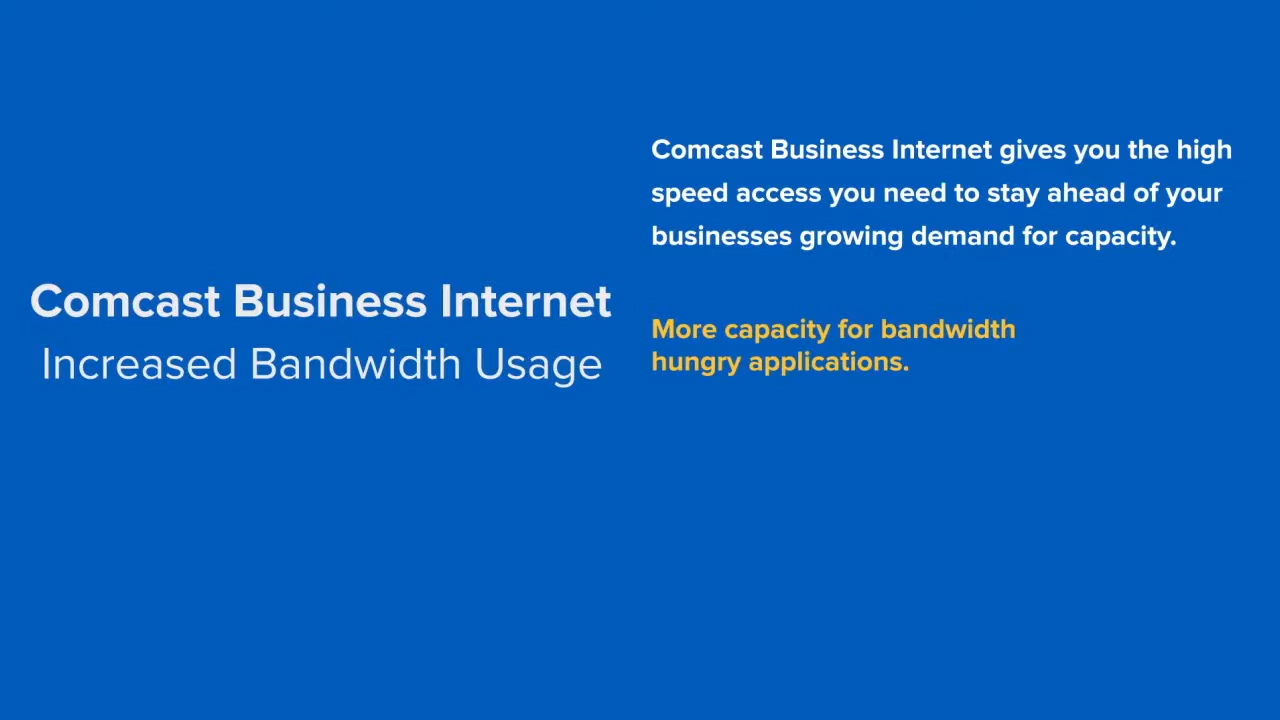 Comcast Business Internet
Increased Bandwidth Usage
Comcast Business Internet gives you the high
speed access you need to stay ahead of your
businesses growing demand for capacity.
More capacity for bandwidth
hungry applications.